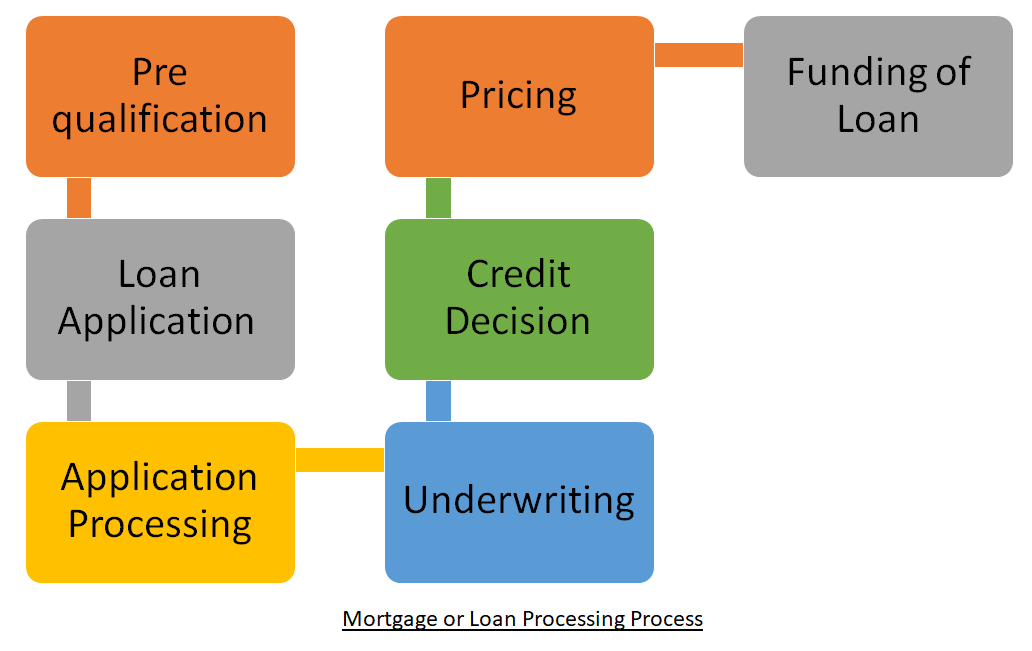 Pre
qualification
Loan
Application
Application
Processing
Underwriting
Credit
Decision
Pricing
Funding of
Loan
Mortgage or Loan Processing Process